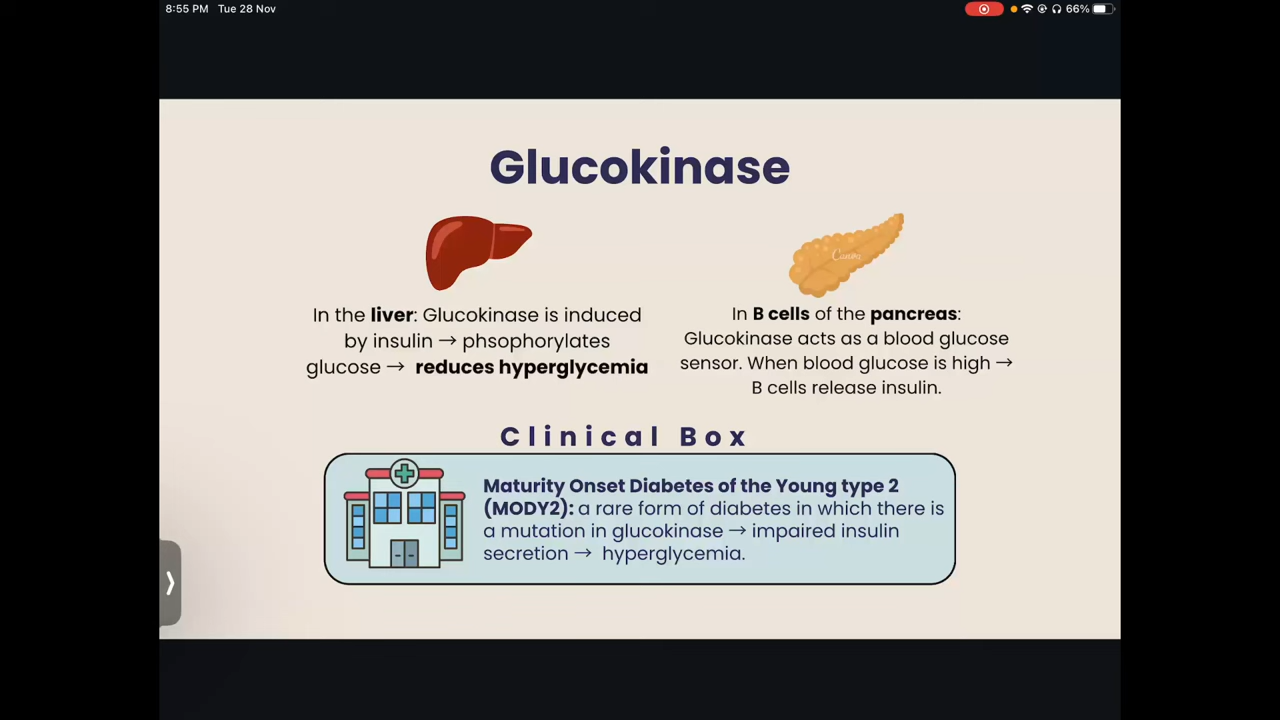 8:55 PM Tue 28 Nov
66%
Glucokinase
Canva
In the liver: Glucokinase is induced
by insulin → phsophorylates
glucose → reduces hyperglycemia
In B cells of the pancreas:
Glucokinase acts as a blood glucose
sensor. When blood glucose is high →
B cells release insulin.
Clinical Box
Maturity Onset Diabetes of the Young type 2
(MODY2): a rare form of diabetes in which there is
a mutation in glucokinase → impaired insulin
secretion → hyperglycemia.